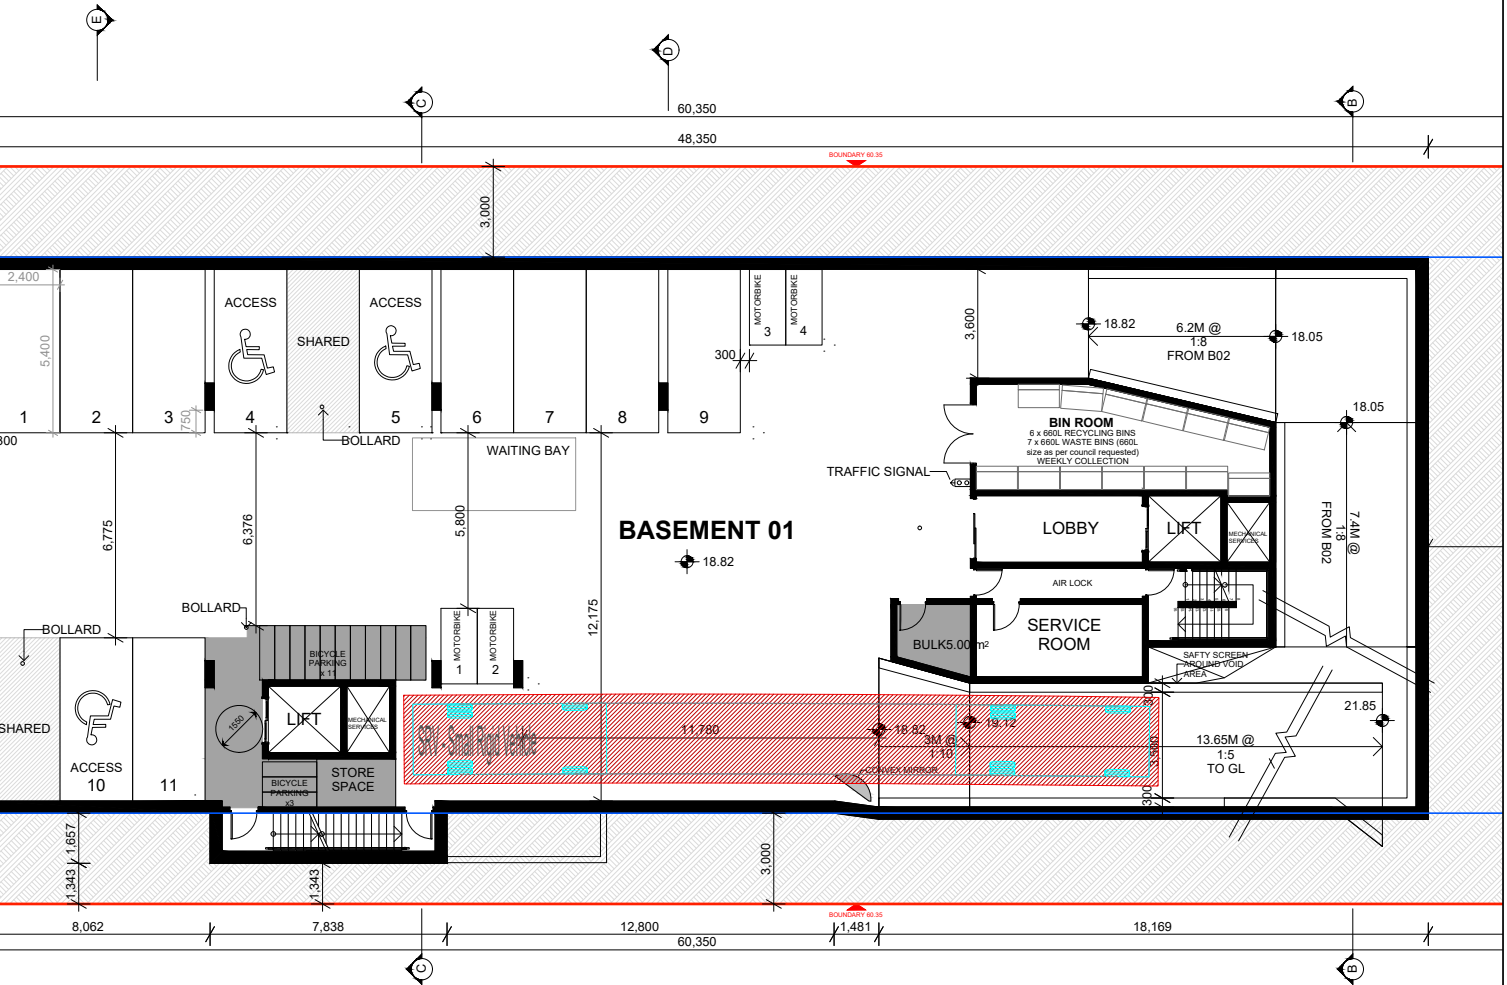 E
D
C
B
60,350
48,350
BOUNDARY 60.35
3,000
2,400
5,400
ACCESS
SHARED
ACCESS
MOTORBIKE
3
MOTORBIKE
4
300
3,600
18.82
6.2M @
1:8
FROM B02
18.05
18.05
1
2
3
750
4
5
6
7
8
9
300
BOLLARD
WAITING BAY
BIN ROOM
6 x 660L RECYCLING BINS
7 x 660L WASTE BINS (660L
size as per council requested)
WEEKLY COLLECTION
TRAFFIC SIGNAL
6,775
6,376
5,800
BASEMENT 01
18.82
LOBBY
LIFT
MECHANICAL
SERVICES
7.4M @
1:8
FROM B02
AIR LOCK
12,175
BOLLARD
BOLLARD
MOTORBIKE
1
MOTORBIKE
2
BICYCLE
PARKING
x 11
BULK5.00 m²
SERVICE
ROOM
SAFTY SCREEN
AROUND VOID
AREA
SHARED
ACCESS
10
11
1550
LIFT
MECHANICAL
SERVICES
SRV - Small Rigid Vehicle
11,780
18.82
19.12
3M @
1:10
300
3,500
300
13.65M @
1:5
TO GL
21.85
CONVEX MIRROR
STORE
SPACE
BICYCLE
PARKING
x3
1,657
1,343
1,343
3,000
BOUNDARY 60.35
8,062
7,838
12,800
1,481
18,169
60,350
C
B